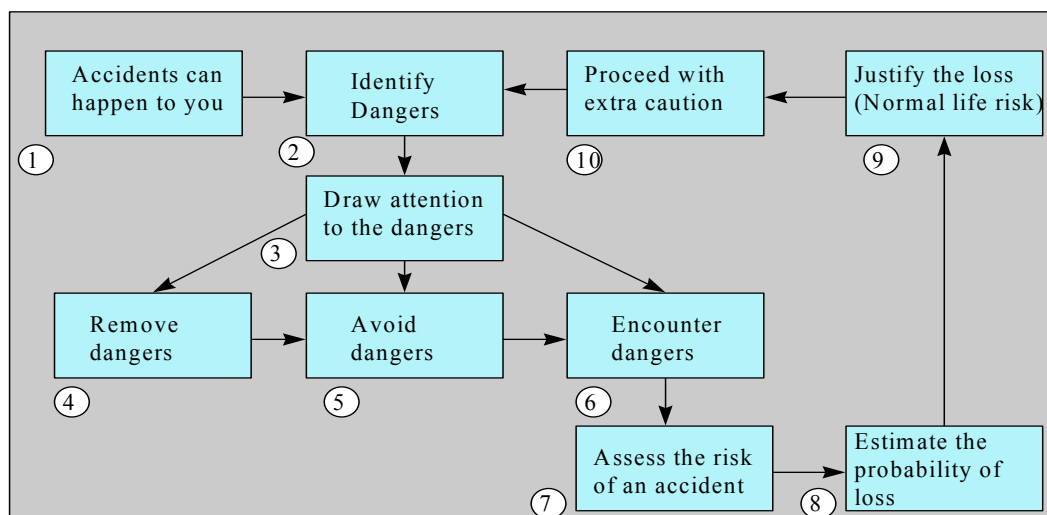 Accidents can
happen to you
1
Identify
Dangers
2
Draw attention
to the dangers
3
Remove
dangers
4
Avoid
dangers
5
Encounter
dangers
6
Assess the risk
of an accident
7
Estimate the
probability of
loss
8
Justify the loss
(Normal life risk)
9
Proceed with
extra caution
10